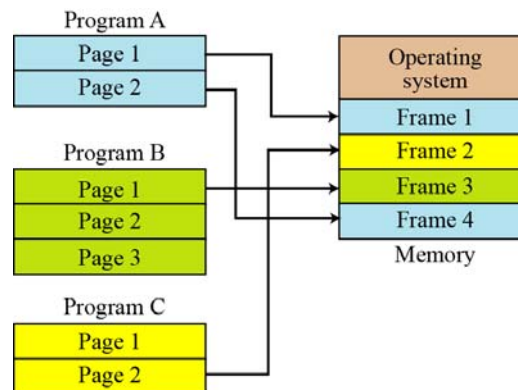 Program A
Page 1
Page 2
Program B
Page 1
Page 2
Page 3
Program C
Page 1
Page 2
Operating
system
Frame 1
Frame 2
Frame 3
Frame 4
Memory